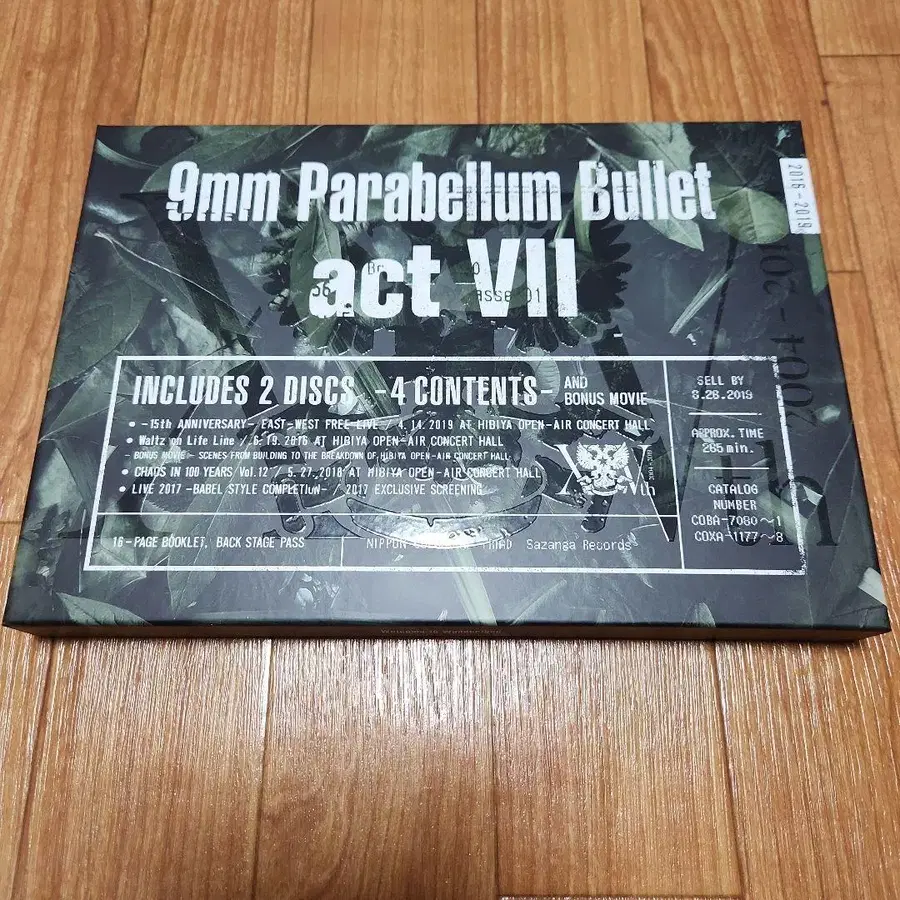 9mm Parabellum Bullet
act VII
2016-2019
INCLUDES 2 DISCS -4 CONTENTS- AND BONUS MOVIE
● -15th ANNIVERSARY- EAST-WEST FREE LIVE / 4.14.2019 AT HIBIYA OPEN-AIR CONCERT HALL
● Waltz on Life Line / 6.19.2016 AT HIBIYA OPEN-AIR CONCERT HALL
- BONUS MOVIE - SCENES FROM BUILDING TO THE BREAKDOWN OF HIBIYA OPEN-AIR CONCERT HALL-
● CHAOS IN 100 YEARS Vol.12 / 5.27.2018 AT HIBIYA OPEN-AIR CONCERT HALL
● LIVE 2017 -BABEL STYLE COMPLETION- / 2017 EXCLUSIVE SCREENING
th
16-PAGE BOOKLET, BACK STAGE PASS
NIPPON TRIAD Sazanga Records
SELL BY
8.28.2019
APPROX. TIME
265 min.
CATALOG
NUMBER
COBA-7080～1
COXA-1177～8